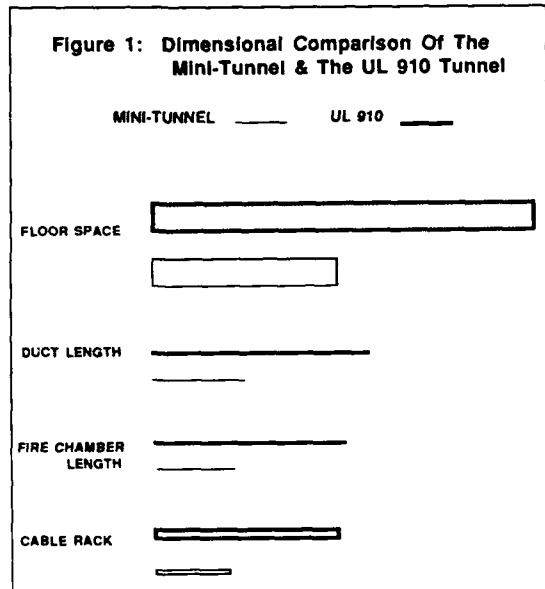 Figure 1: Dimensional Comparison Of The
Mini-Tunnel & The UL 910 Tunnel
MINI-TUNNEL UL 910
FLOOR SPACE
DUCT LENGTH
FIRE CHAMBER
LENGTH
CABLE RACK